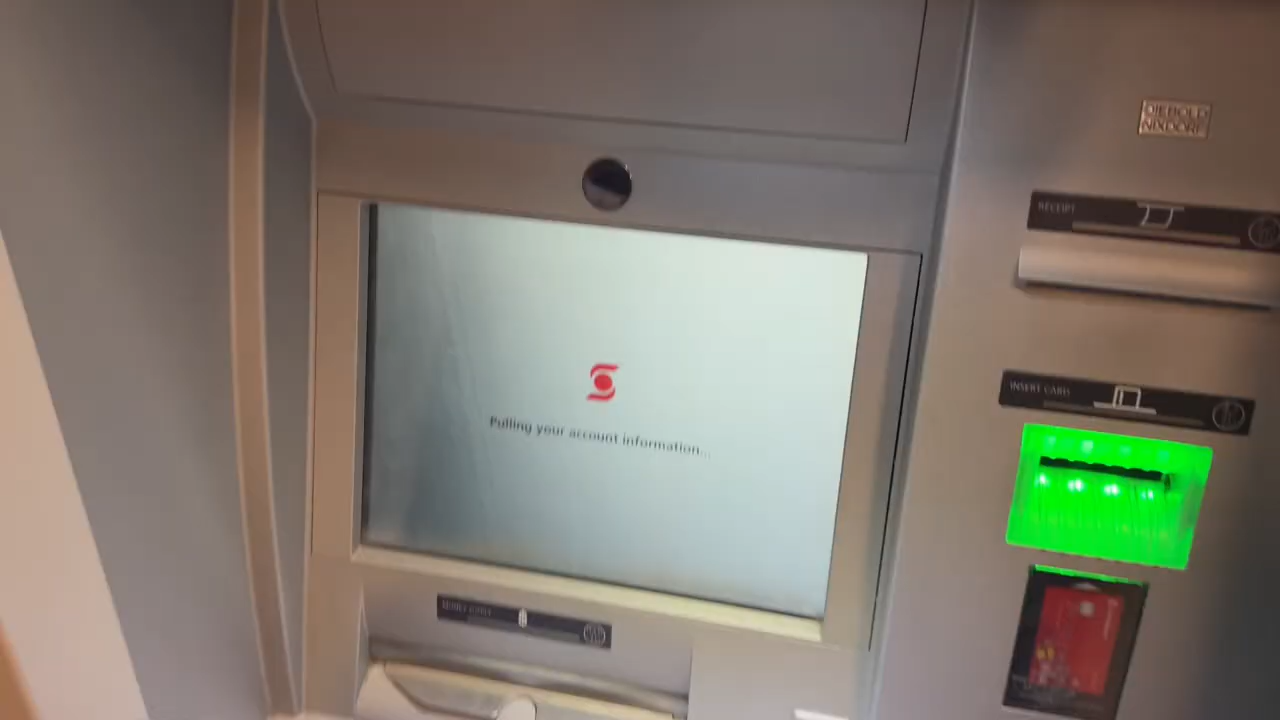 DIEBOLD
NIXDORF
RECEIPT
Pulling your account information...
INSERT CARD